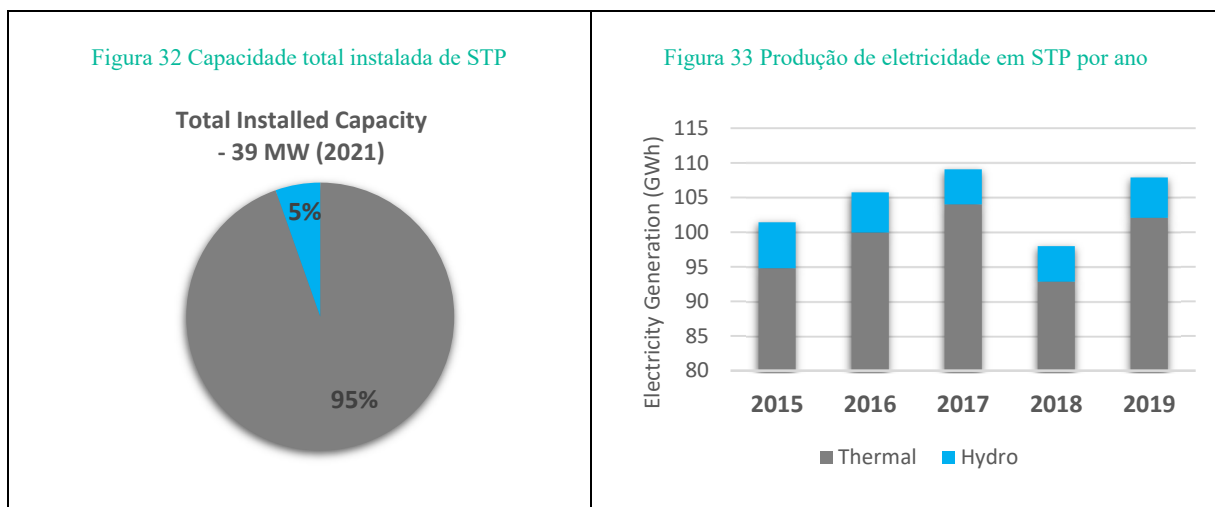 Figura 32 Capacidade total instalada de STP
Total Installed Capacity
- 39 MW (2021)
5%
95%
Figura 33 Produção de eletricidade em STP por ano
Electricity Generation (GWh)
115
110
105
100
95
90
85
80
2015 2016 2017 2018 2019
Thermal Hydro